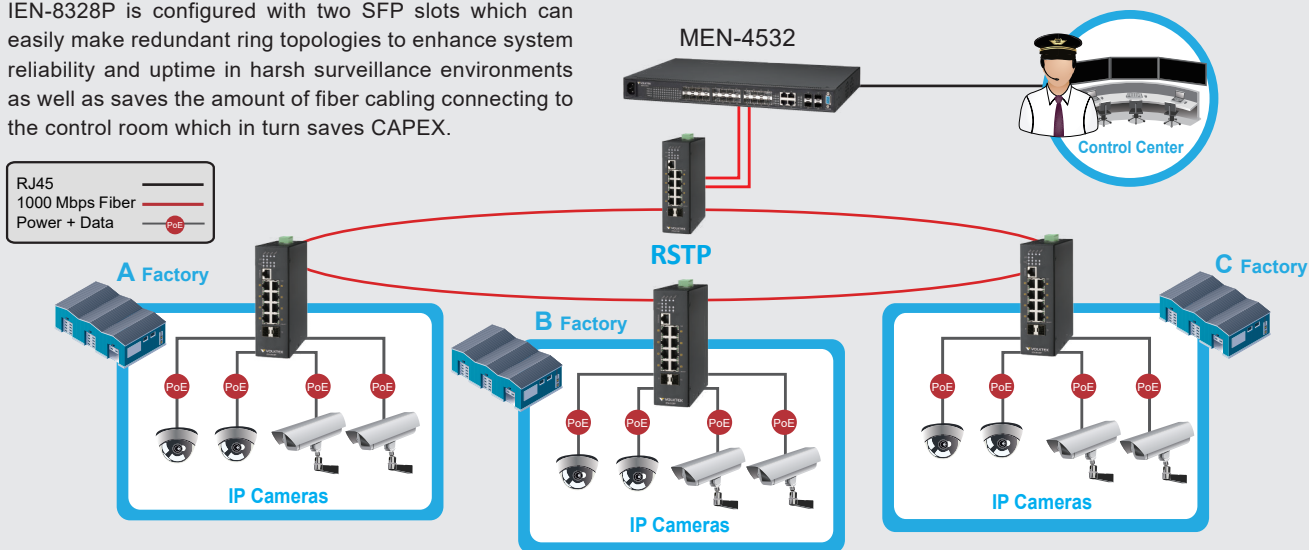 IEN-8328P is configured with two SFP slots which can
easily make redundant ring topologies to enhance system
reliability and uptime in harsh surveillance environments
as well as saves the amount of fiber cabling connecting to
the control room which in turn saves CAPEX.
MEN-4532
Control Center
RJ45
1000 Mbps Fiber
Power + Data PoE
RSTP
A Factory
B Factory
C Factory
VOLKTEK
VOLKTEK
VOLKTEK
PoE PoE PoE PoE
PoE PoE PoE PoE
PoE PoE PoE PoE
IP Cameras
IP Cameras
IP Cameras